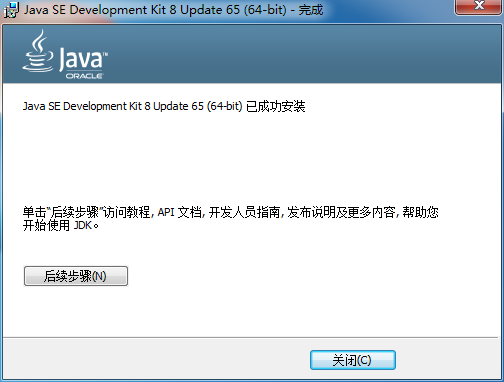 Java SE Development Kit 8 Update 65 (64-bit) - 完成
Java™
ORACLE
Java SE Development Kit 8 Update 65 (64-bit) 已成功安装
单击“后续步骤”访问教程, API 文档, 开发人员指南, 发布说明及更多内容, 帮助您
开始使用 JDK。
后续步骤(N)
关闭(C)